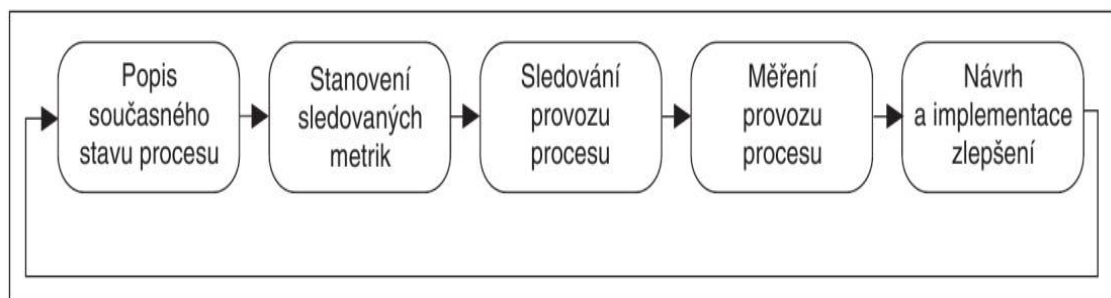 Popis
současného
stavu procesu
Stanovení
sledovaných
metrik
Sledování
provozu
procesu
Měření
provozu
procesu
Návrh
a implementace
zlepšení